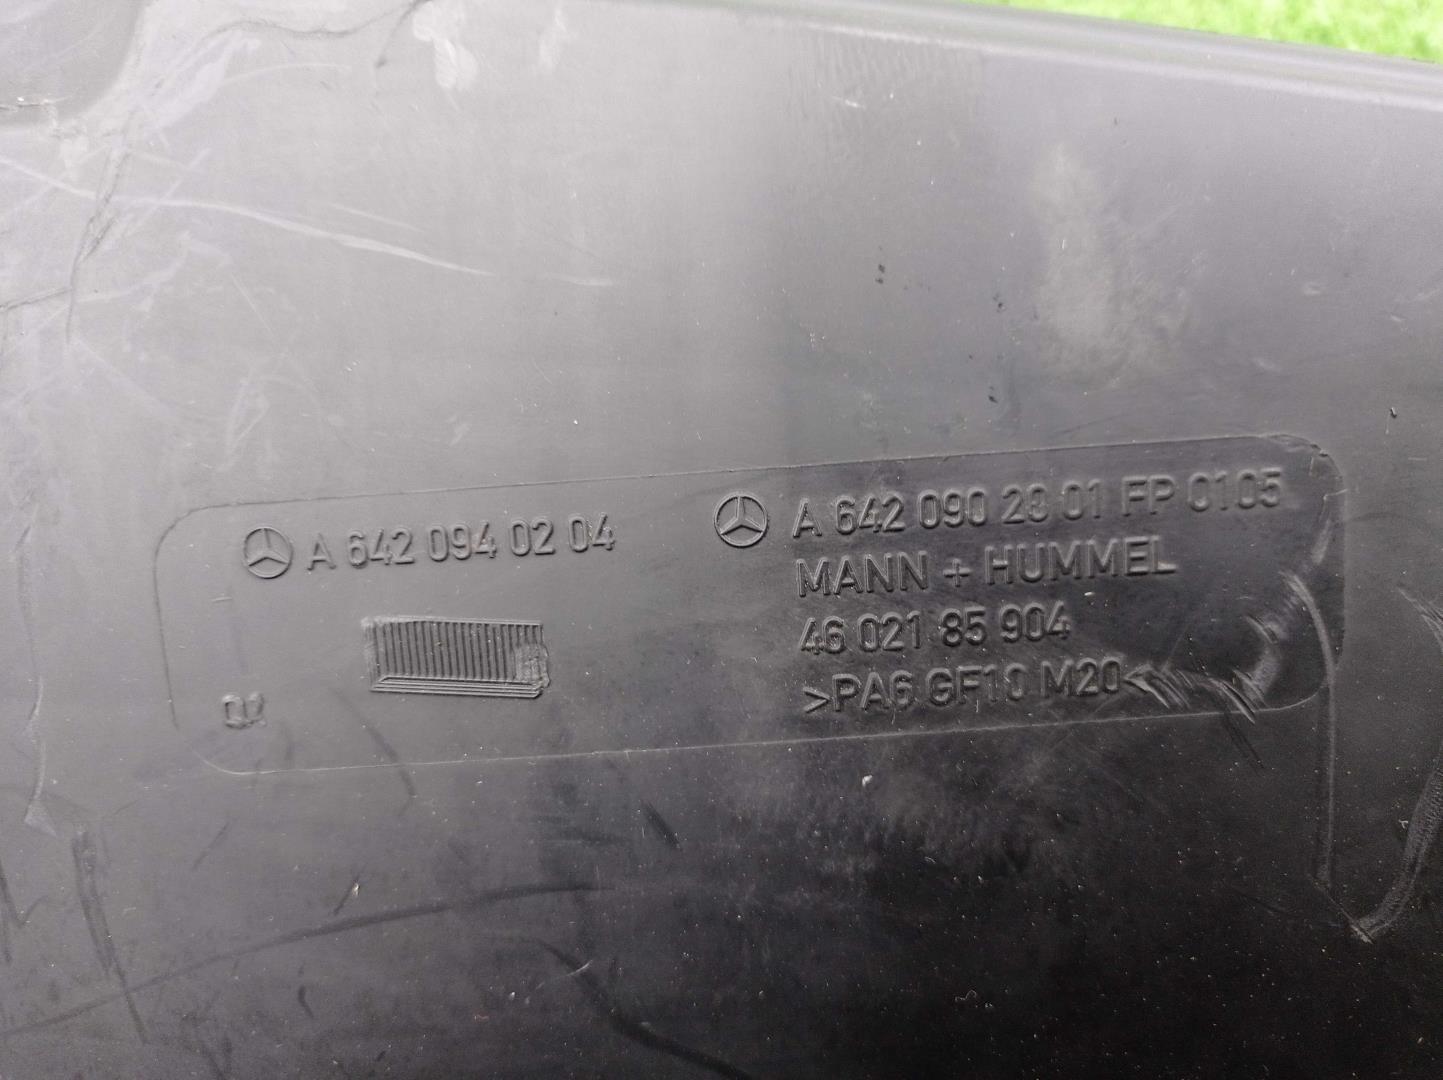 A 642 094 02 04
A 642 090 28 01 FP 0105
MANN + HUMMEL
46 021 85 904
>PA6 GF10 M20<
02